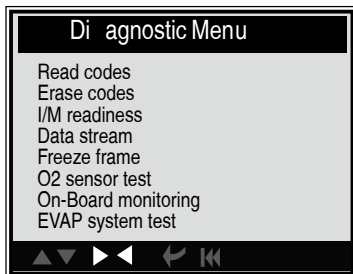 Di agnostic Menu
Read codes
Erase codes
I/M readiness
Data stream
Freeze frame
O2 sensor test
On-Board monitoring
EVAP system test